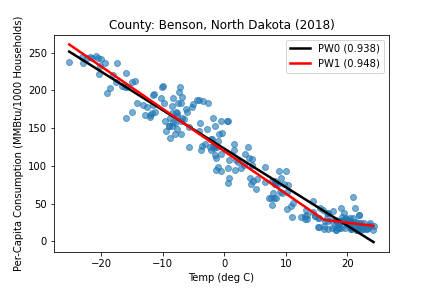 County: Benson, North Dakota (2018)
PW0 (0.938)
PW1 (0.948)
Per-Capita Consumption (MMBtu/1000 Households)
250
200
150
100
50
0
−20
−10
0
10
20
Temp (deg C)